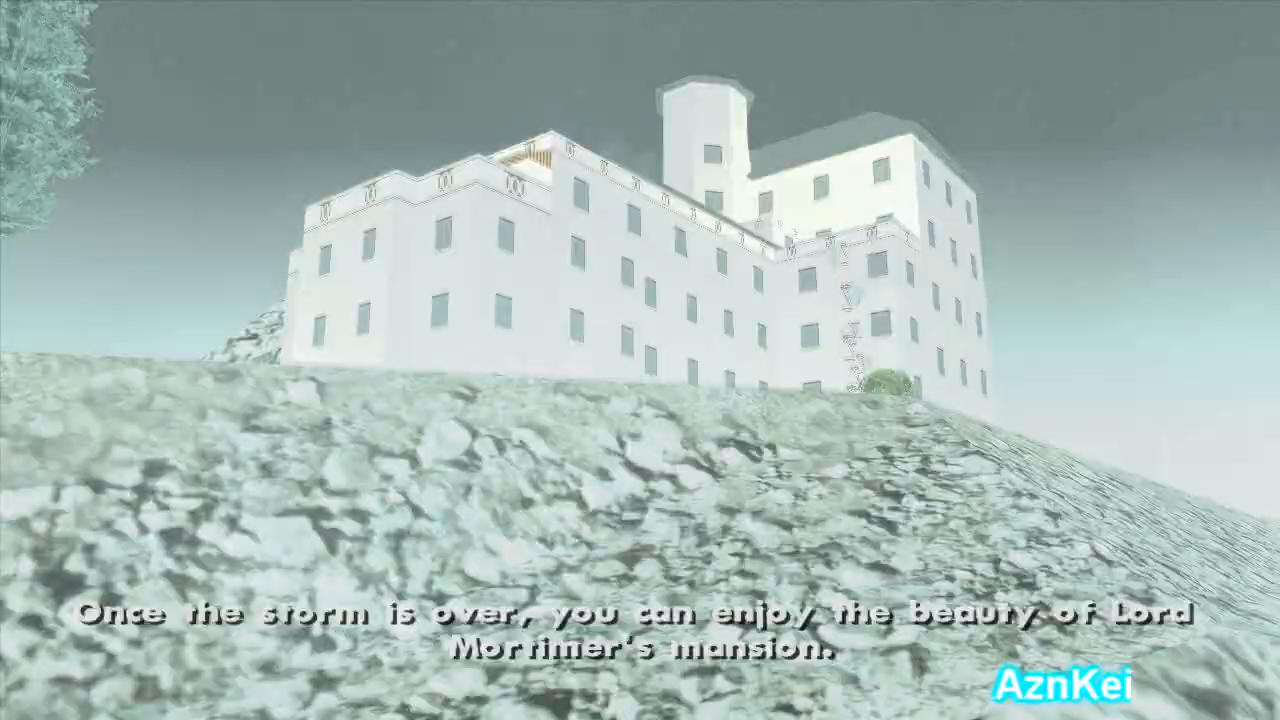 Once the storm is over, you can enjoy the beauty of Lord
Mortimer's mansion.
AznKei